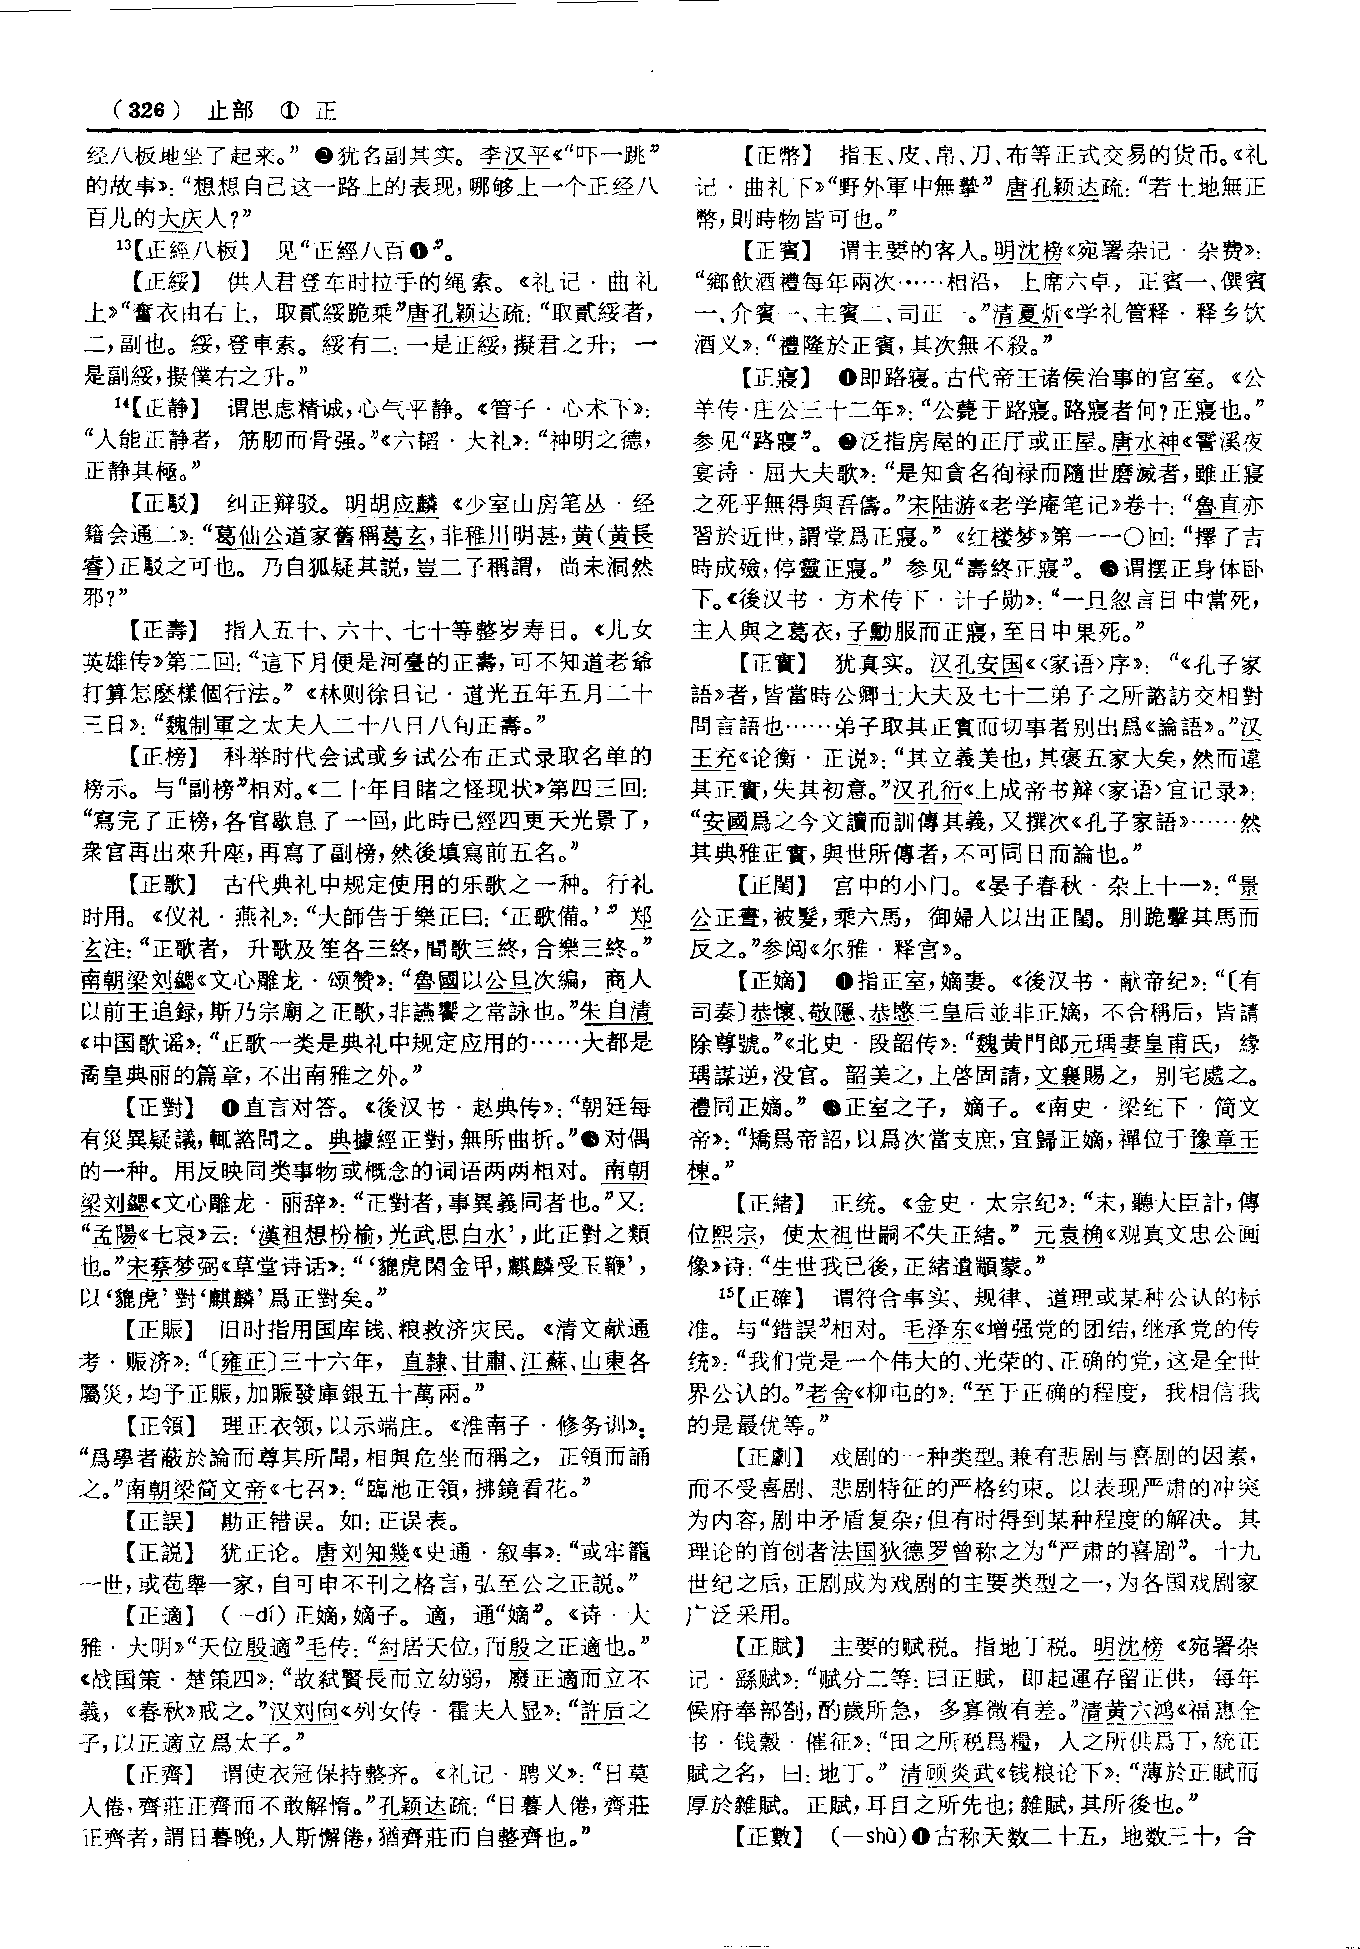 （326） 止部 ① 正
经八板地坐了起来。”❷犹名副其实。李汉平《“吓一跳”
的故事》：“想想自己这一路上的表现，哪够上一个正经八
百儿的大庆人？”
13【正經八板】 见“正經八百❶”。
【正綏】 供人君登车时拉手的绳索。《礼记·曲礼
上》“奮衣由右上，取貳綏跪乘”唐孔颖达疏：“取貳綏者，
二，副也。綏，登車索。綏有二：一是正綏，擬君之升；一
是副綏，擬僕右之升。”
14【正静】 谓思虑精诚，心气平静。《管子·心术下》：
“人能正静者，筋肕而骨强。”《六韬·大礼》：“神明之德，
正静其極。”
【正駁】 纠正辩驳。明胡应麟《少室山房笔丛·经
籍会通二》：“葛仙公道家舊稱葛玄，非稚川明甚，黄（黄長
睿）正駁之可也。乃自狐疑其説，豈二子稱謂，尚未洞然
邪？”
【正壽】 指人五十、六十、七十等整岁寿日。《儿女
英雄传》第二回：“這下月便是河臺的正壽，可不知道老爺
打算怎麽樣個行法。”《林则徐日记·道光五年五月二十
三日》：“魏制軍之太夫人二十八日八旬正壽。”
【正榜】 科举时代会试或乡试公布正式录取名单的
榜示。与“副榜”相对。《二十年目睹之怪现状》第四三回：
“寫完了正榜，各官歇息了一回，此時已經四更天光景了，
衆官再出來升座，再寫了副榜，然後填寫前五名。”
【正歌】 古代典礼中规定使用的乐歌之一种。行礼
时用。《仪礼·燕礼》：“大師告于樂正曰：‘正歌備。’”郑
玄注：“正歌者，升歌及笙各三終，間歌三終，合樂三終。”
南朝梁刘勰《文心雕龙·颂赞》：“魯國以公旦次編，商人
以前王追録，斯乃宗廟之正歌，非讌饗之常詠也。”朱自清
《中国歌谣》：“正歌一类是典礼中规定应用的……大都是
矞皇典丽的篇章，不出南雅之外。”
【正對】 ❶直言对答。《後汉书·赵典传》：“朝廷每
有災異疑議，輒諮問之。典據經正對，無所曲折。”❷对偶
的一种。用反映同类事物或概念的词语两两相对。南朝
梁刘勰《文心雕龙·丽辞》：“正對者，事異義同者也。”又：
“孟陽《七哀》云：‘漢祖想枌榆，光武思白水’，此正對之類
也。”宋蔡梦弼《草堂诗话》：“‘貔虎閑金甲，麒麟受玉鞭’，
以‘貔虎’對‘麒麟’爲正對矣。”
【正賑】 旧时指用国库钱、粮救济灾民。《清文献通
考·赈济》：“〔雍正〕三十六年，直隸、甘肅、江蘇、山東各
屬災，均予正賑，加賑發庫銀五十萬兩。”
【正領】 理正衣领，以示端庄。《淮南子·修务训》：
“爲學者蔽於論而尊其所聞，相與危坐而稱之，正領而誦
之。”南朝梁简文帝《七召》：“臨池正領，拂鏡看花。”
【正誤】 勘正错误。如：正误表。
【正説】 犹正论。唐刘知幾《史通·叙事》：“或牢籠
一世，或苞舉一家，自可申不刊之格言，弘至公之正説。”
【正適】 （—dí）正嫡，嫡子。適，通“嫡”。《诗·大
雅·大明》“天位殷適”毛传：“紂居天位，而殷之正適也。”
《战国策·楚策四》：“故弑賢長而立幼弱，廢正適而立不
義，《春秋》戒之。”汉刘向《列女传·霍夫人显》：“許后之
子，以正適立爲太子。”
【正齊】 谓使衣冠保持整齐。《礼记·聘义》：“日莫
人倦，齊莊正齊而不敢解惰。”孔颖达疏：“日暮人倦，齊莊
正齊者，謂日暮晚，人斯懈倦，猶齊莊而自整齊也。”
【正幣】 指玉、皮、帛、刀、布等正式交易的货币。《礼
记·曲礼下》“野外軍中無摯”唐孔颖达疏：“若土地無正
幣，則時物皆可也。”
【正賓】 谓主要的客人。明沈榜《宛署杂记·杂费》：
“鄉飲酒禮每年兩次……相沿，上席六卓，正賓一、僎賓
一、介賓一、主賓二、司正一。”清夏炘《学礼管释·释乡饮
酒义》：“禮隆於正賓，其次無不殺。”
【正寢】 ❶即路寝。古代帝王诸侯治事的宫室。《公
羊传·庄公三十二年》：“公薨于路寢。路寢者何？正寢也。”
参见“路寢”。❷泛指房屋的正厅或正屋。唐水神《霅溪夜
宴诗·屈大夫歌》：“是知貪名徇禄而隨世磨滅者，雖正寢
之死乎無得與吾儔。”宋陆游《老学庵笔记》卷十：“魯直亦
習於近世，謂堂爲正寢。”《红楼梦》第一一〇回：“擇了吉
時成殮，停靈正寢。”参见“壽終正寢”。❸谓摆正身体卧
下。《後汉书·方术传下·计子勋》：“一旦忽言日中當死，
主人與之葛衣，子勳服而正寢，至日中果死。”
【正實】 犹真实。汉孔安国《〈家语〉序》：“《孔子家
語》者，皆當時公卿士大夫及七十二弟子之所諮訪交相對
問言語也……弟子取其正實而切事者别出爲《論語》。”汉
王充《论衡·正说》：“其立義美也，其褒五家大矣，然而違
其正實，失其初意。”汉孔衍《上成帝书辩〈家语〉宜记录》：
“安國爲之今文讀而訓傳其義，又撰次《孔子家語》……然
其典雅正實，與世所傳者，不可同日而論也。”
【正閨】 宫中的小门。《晏子春秋·杂上十一》：“景
公正晝，被髮，乘六馬，御婦人以出正閨。刖跪擊其馬而
反之。”参阅《尔雅·释宫》。
【正嫡】 ❶指正室，嫡妻。《後汉书·献帝纪》：“〔有
司奏〕恭懷、敬隱、恭愍三皇后並非正嫡，不合稱后，皆請
除尊號。”《北史·段韶传》：“魏黄門郎元瑀妻皇甫氏，緣
瑀謀逆，没官。韶美之，上啓固請，文襄賜之，别宅處之。
禮同正嫡。”❷正室之子，嫡子。《南史·梁纪下·简文
帝》：“矯爲帝詔，以爲次當支庶，宜歸正嫡，禪位于豫章王
棟。”
【正緒】 正统。《金史·太宗纪》：“末，聽大臣計，傳
位熙宗，使太祖世嗣不失正緒。”元袁桷《观真文忠公画
像》诗：“生世我已後，正緒遺顓蒙。”
15【正確】 谓符合事实、规律、道理或某种公认的标
准。与“錯誤”相对。毛泽东《增强党的团结，继承党的传
统》：“我们党是一个伟大的、光荣的、正确的党，这是全世
界公认的。”老舍《柳屯的》：“至于正确的程度，我相信我
的是最优等。”
【正劇】 戏剧的一种类型。兼有悲剧与喜剧的因素，
而不受喜剧、悲剧特征的严格约束。以表现严肃的冲突
为内容，剧中矛盾复杂；但有时得到某种程度的解决。其
理论的首创者法国狄德罗曾称之为“严肃的喜剧”。十九
世纪之后，正剧成为戏剧的主要类型之一，为各国戏剧家
广泛采用。
【正賦】 主要的赋税。指地丁税。明沈榜《宛署杂
记·繇赋》：“賦分二等：曰正賦，即起運存留正供，每年
候府奉部劄，酌歲所急，多寡微有差。”清黄六鸿《福惠全
书·钱穀·催征》：“田之所税爲糧，人之所供爲丁，統正
賦之名，曰：地丁。”清顾炎武《钱粮论下》：“薄於正賦而
厚於雜賦。正賦，耳目之所先也；雜賦，其所後也。”
【正數】 （—shù）❶古称天数二十五，地数三十，合